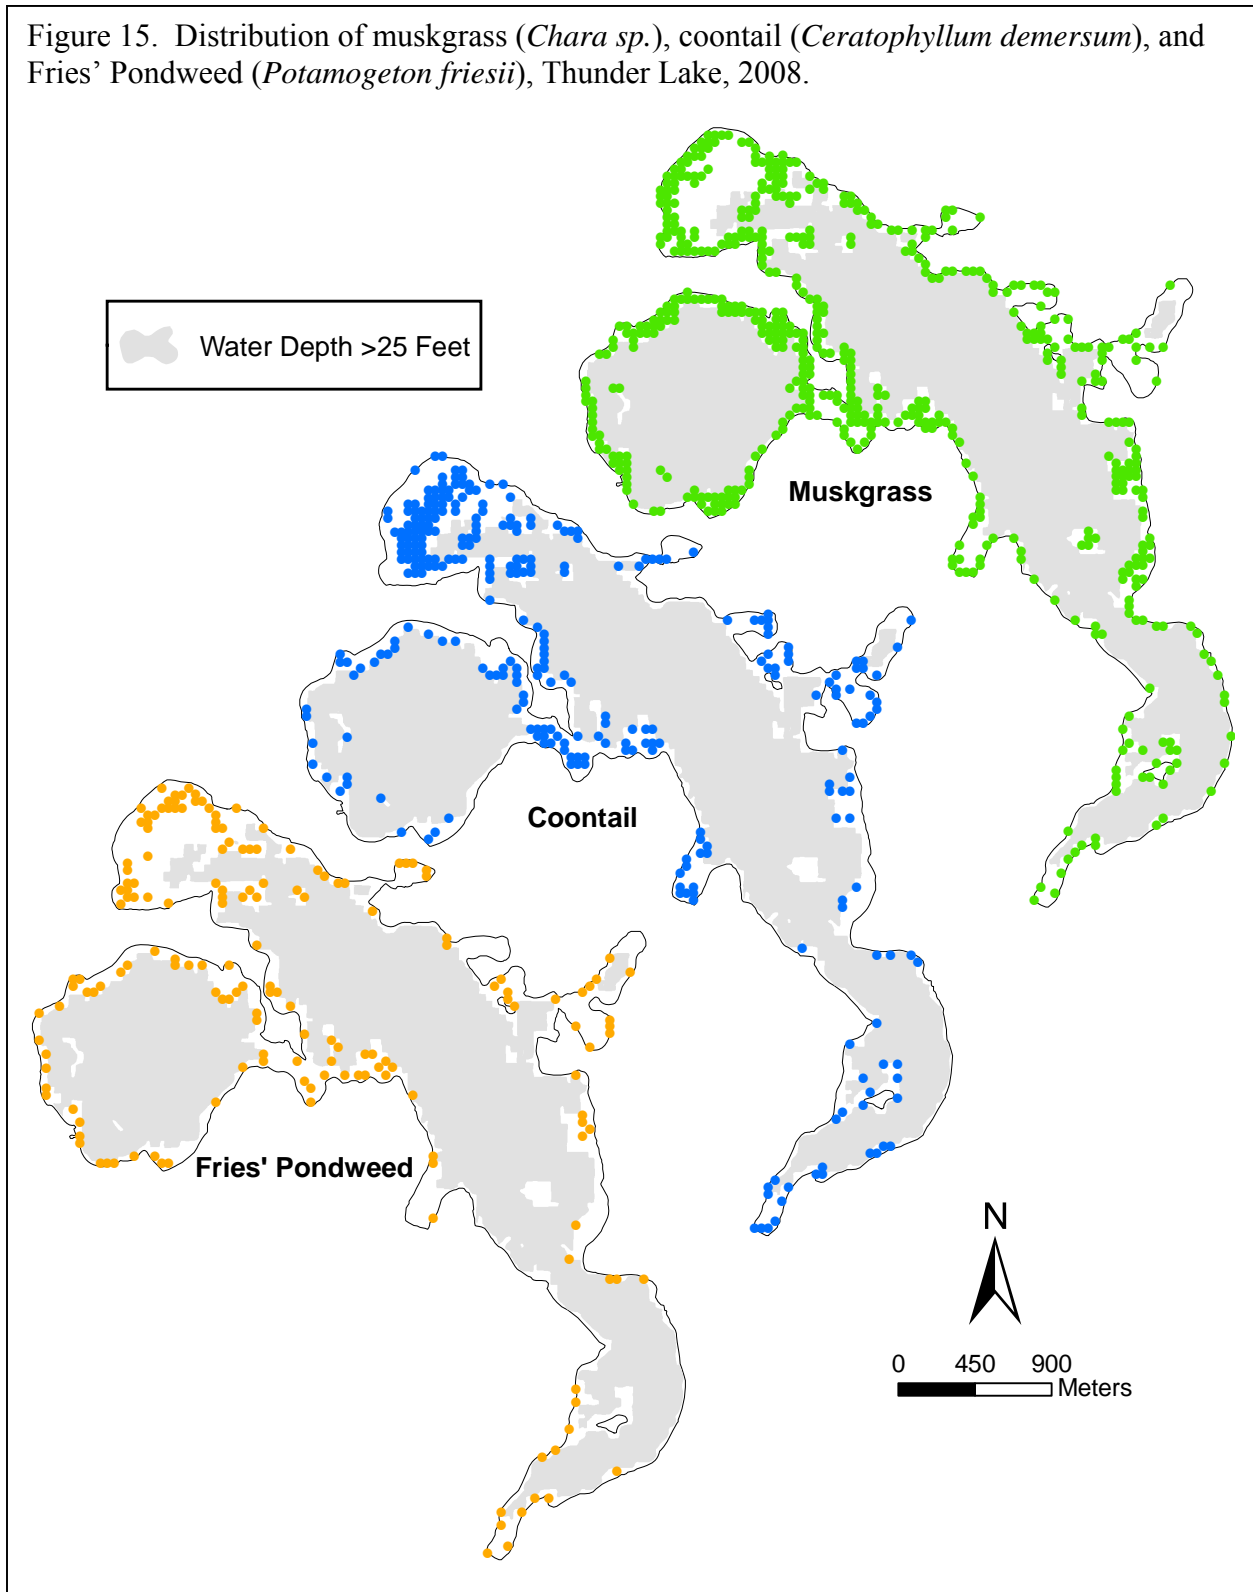 Figure 15.  Distribution of muskgrass (Chara sp.), coontail (Ceratophyllum demersum), and
Fries’ Pondweed (Potamogeton friesii), Thunder Lake, 2008.
Water Depth >25 Feet
Muskgrass
Coontail
Fries' Pondweed
N
0 450 900
Meters